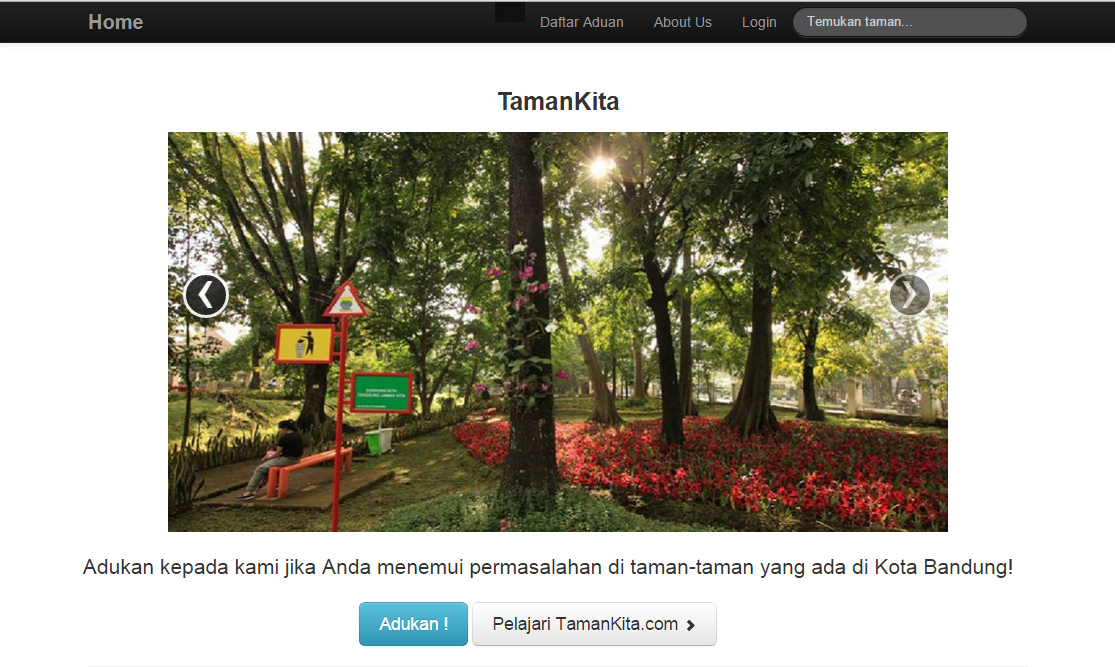 Home
Daftar Aduan
About Us
Login
Temukan taman...
TamanKita
Adukan kepada kami jika Anda menemui permasalahan di taman-taman yang ada di Kota Bandung!
Adukan !
Pelajari TamanKita.com